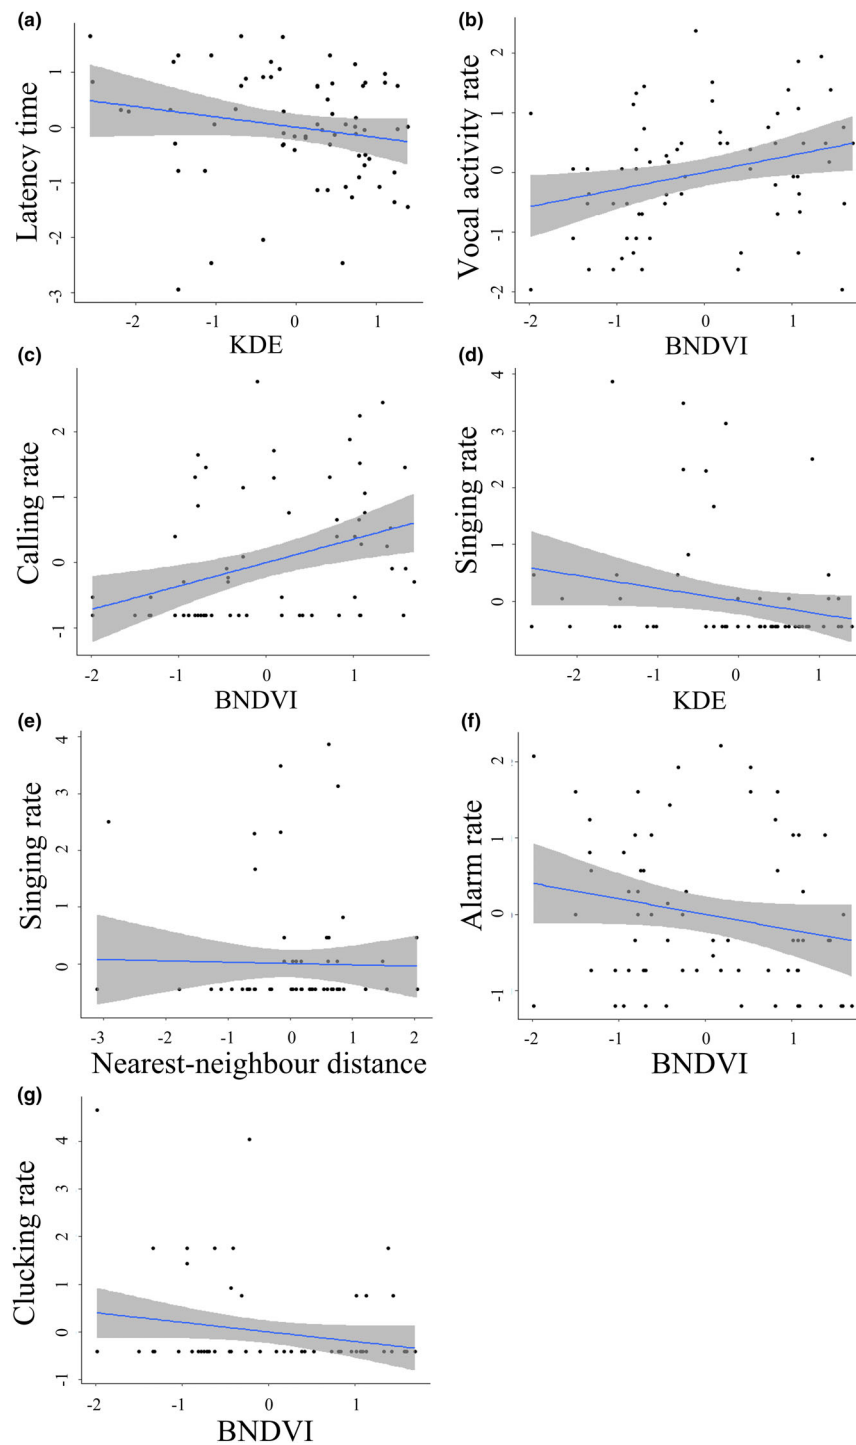 (a)
Latency time
1
0
-1
-2
-3
-2 -1 0 1
KDE
(b)
Vocal activity rate
2
1
0
-1
-2
-2 -1 0 1
BNDVI
(c)
Calling rate
2
1
0
-1
-2 -1 0 1
BNDVI
(d)
Singing rate
4
3
2
1
0
-2 -1 0 1
KDE
(e)
Singing rate
4
3
2
1
0
-3 -2 -1 0 1 2
Nearest-neighbour distance
(f)
Alarm rate
2
1
0
-1
-2 -1 0 1
BNDVI
(g)
Clucking rate
4
3
2
1
0
-1
-2 -1 0 1
BNDVI